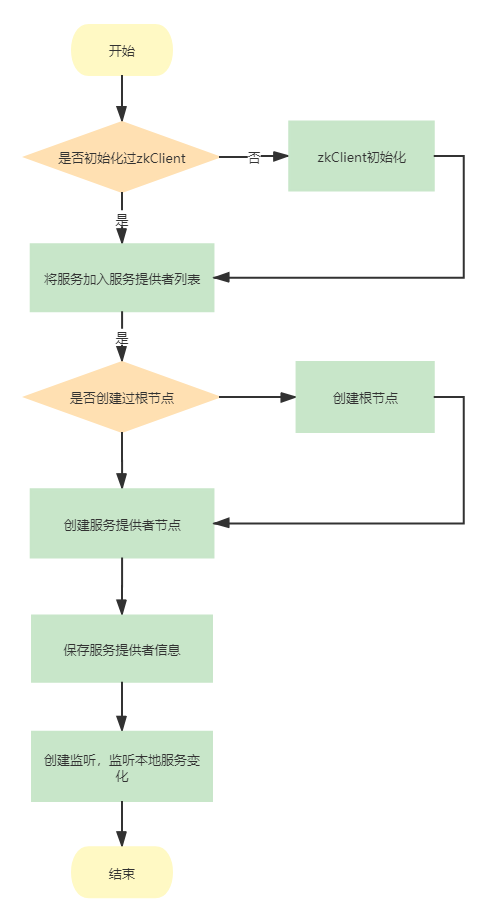 开始
是否初始化过zkClient
否
zkClient初始化
是
将服务加入服务提供者列表
是
是否创建过根节点
创建根节点
创建服务提供者节点
保存服务提供者信息
创建监听，监听本地服务变
化
结束